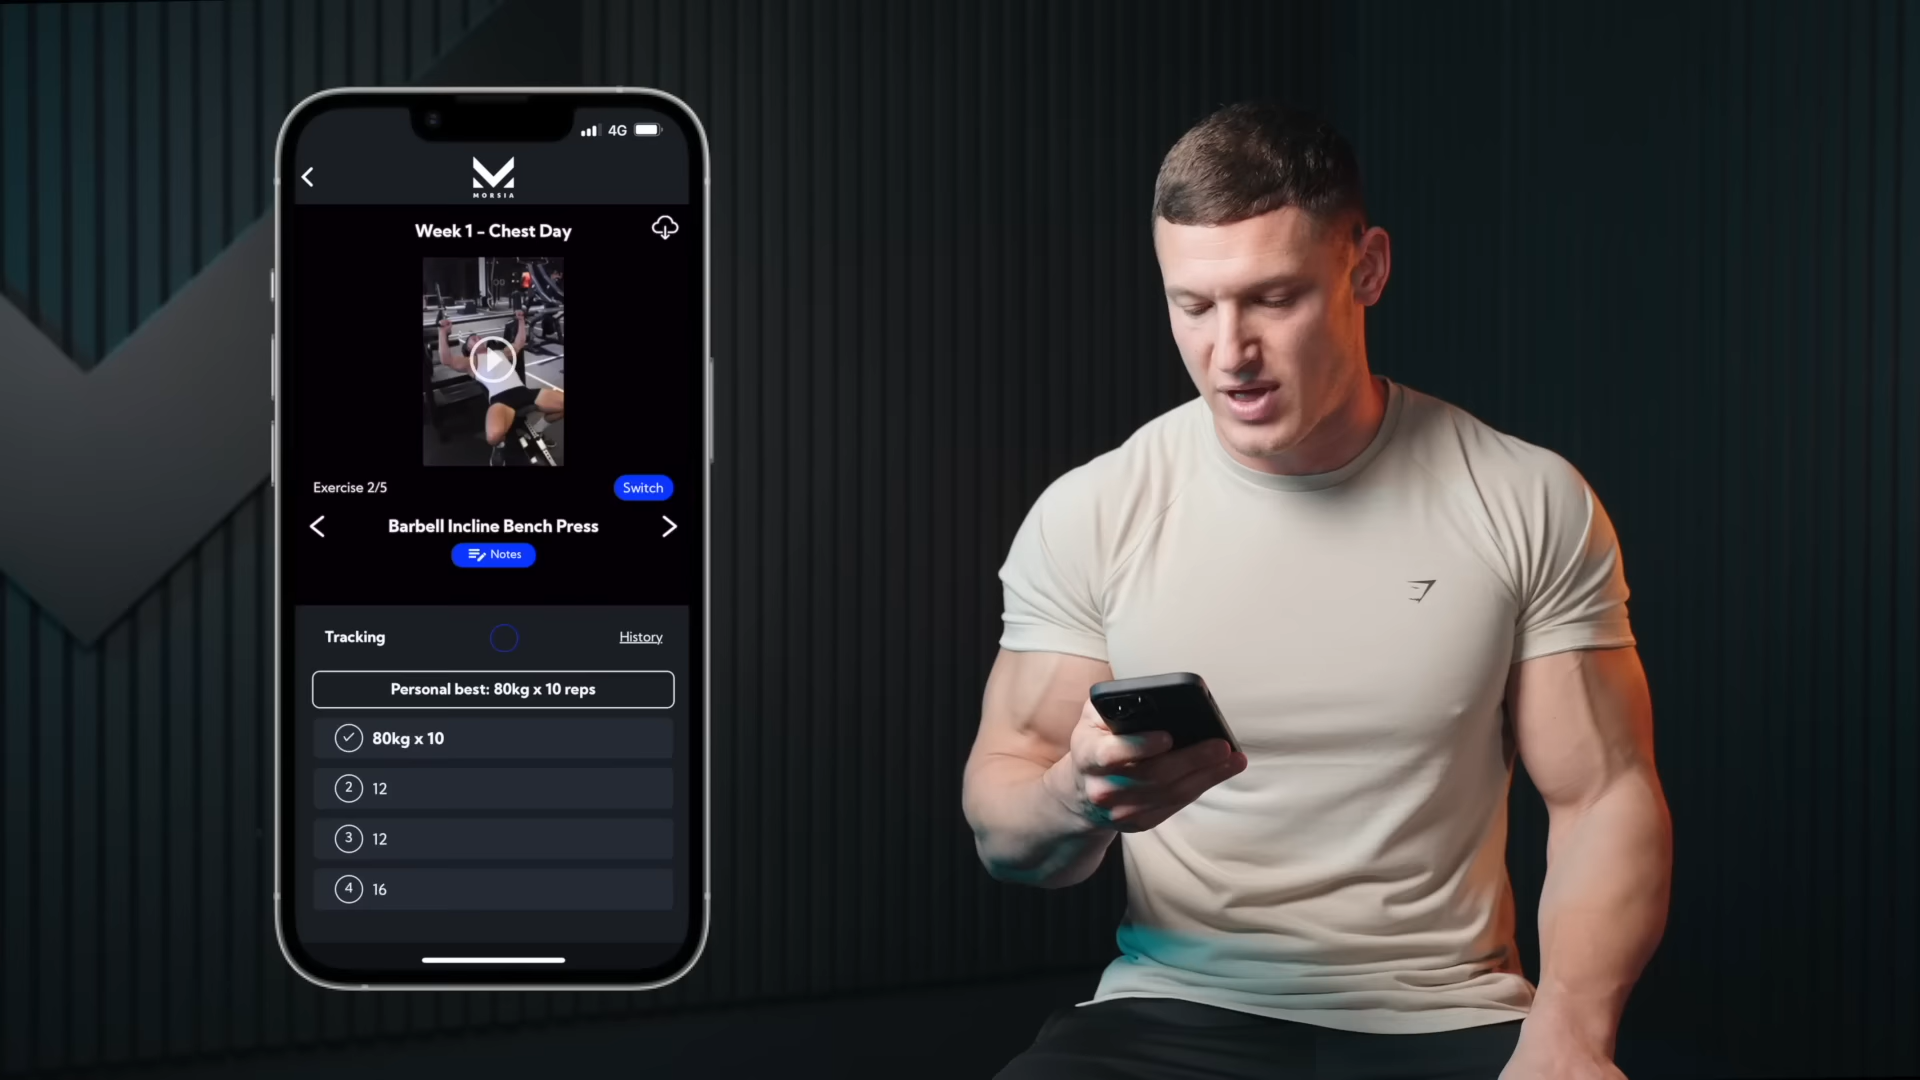 4G
MORSIA
Week 1 - Chest Day
Exercise 2/5
Switch
Barbell Incline Bench Press
Notes
Tracking
History
Personal best: 80kg x 10 reps
80kg x 10
2 12
3 12
4 16